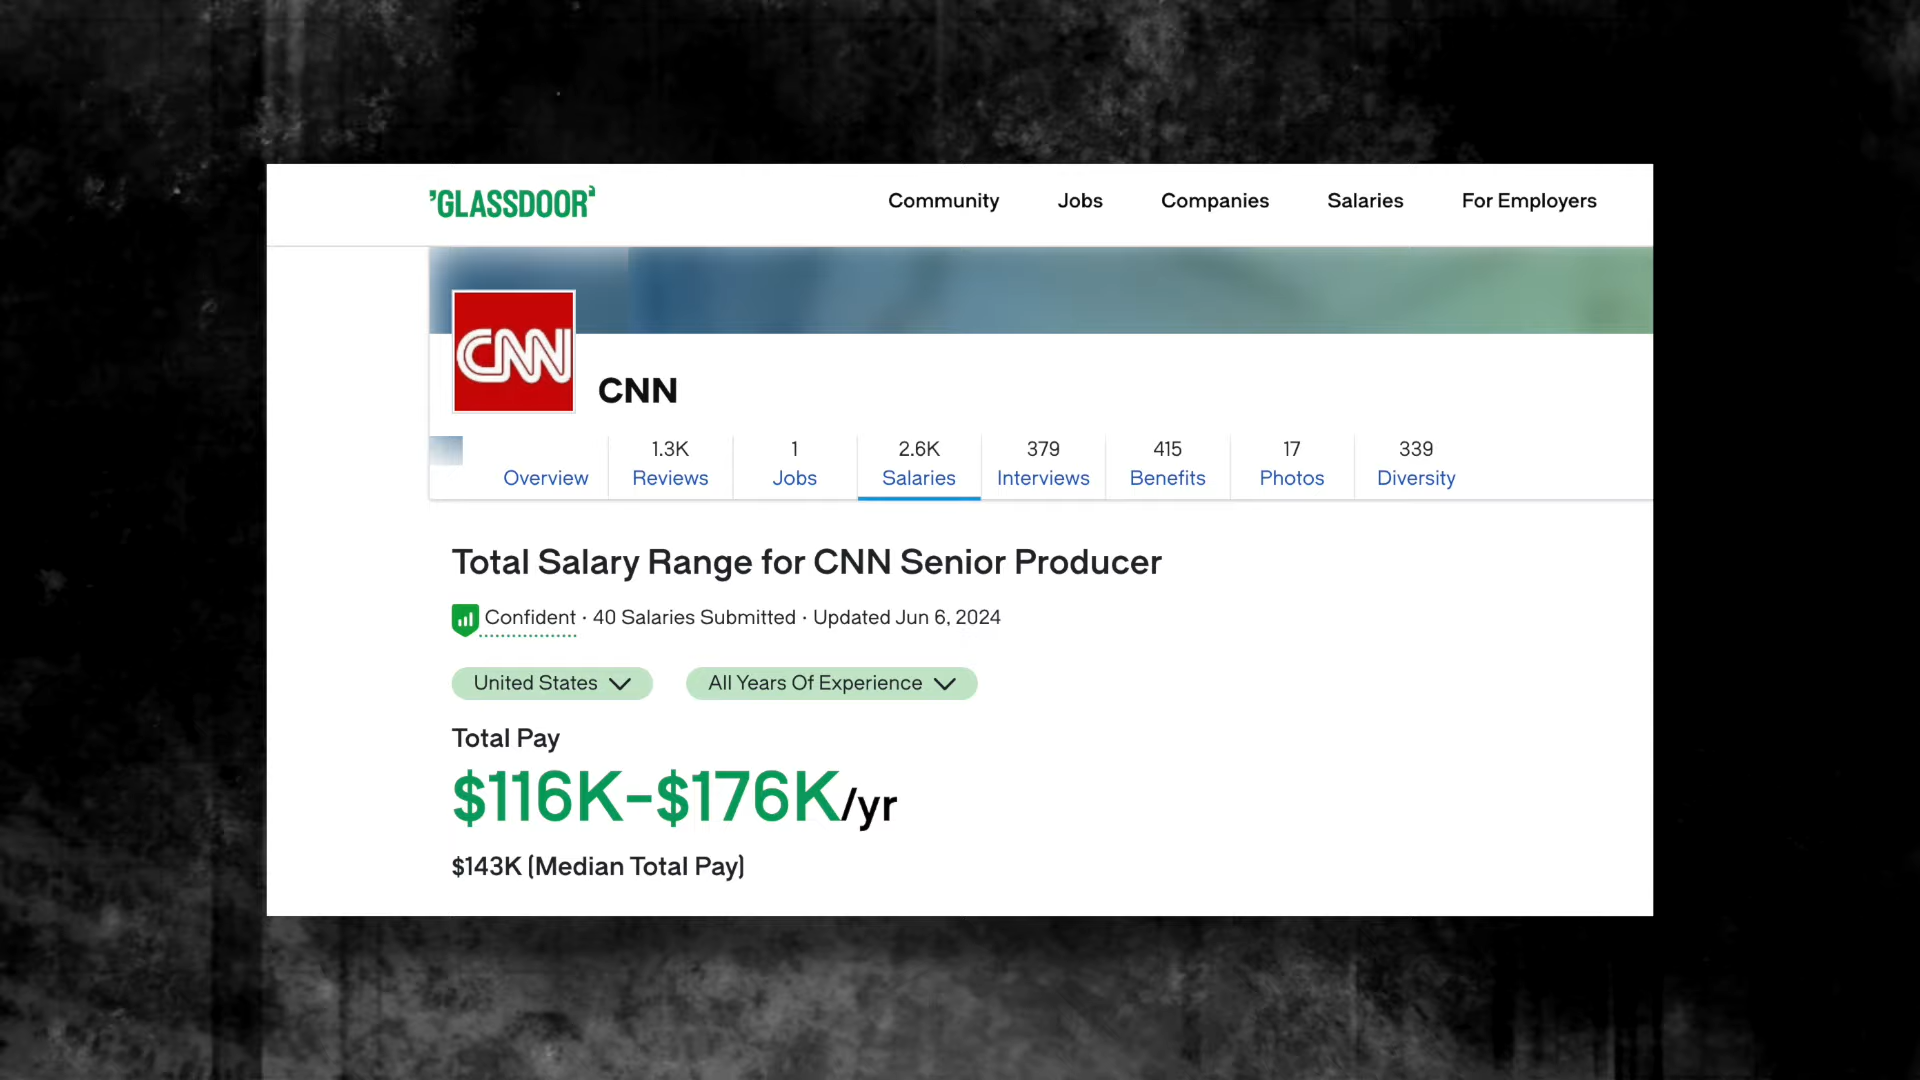 'GLASSDOOR'
Community Jobs Companies Salaries For Employers
CNN
CNN
1.3K 1 2.6K 379 415 17 339
Overview Reviews Jobs Salaries Interviews Benefits Photos Diversity
Total Salary Range for CNN Senior Producer
Confident · 40 Salaries Submitted · Updated Jun 6, 2024
United States All Years Of Experience
Total Pay
$116K–$176K/yr
$143K (Median Total Pay)